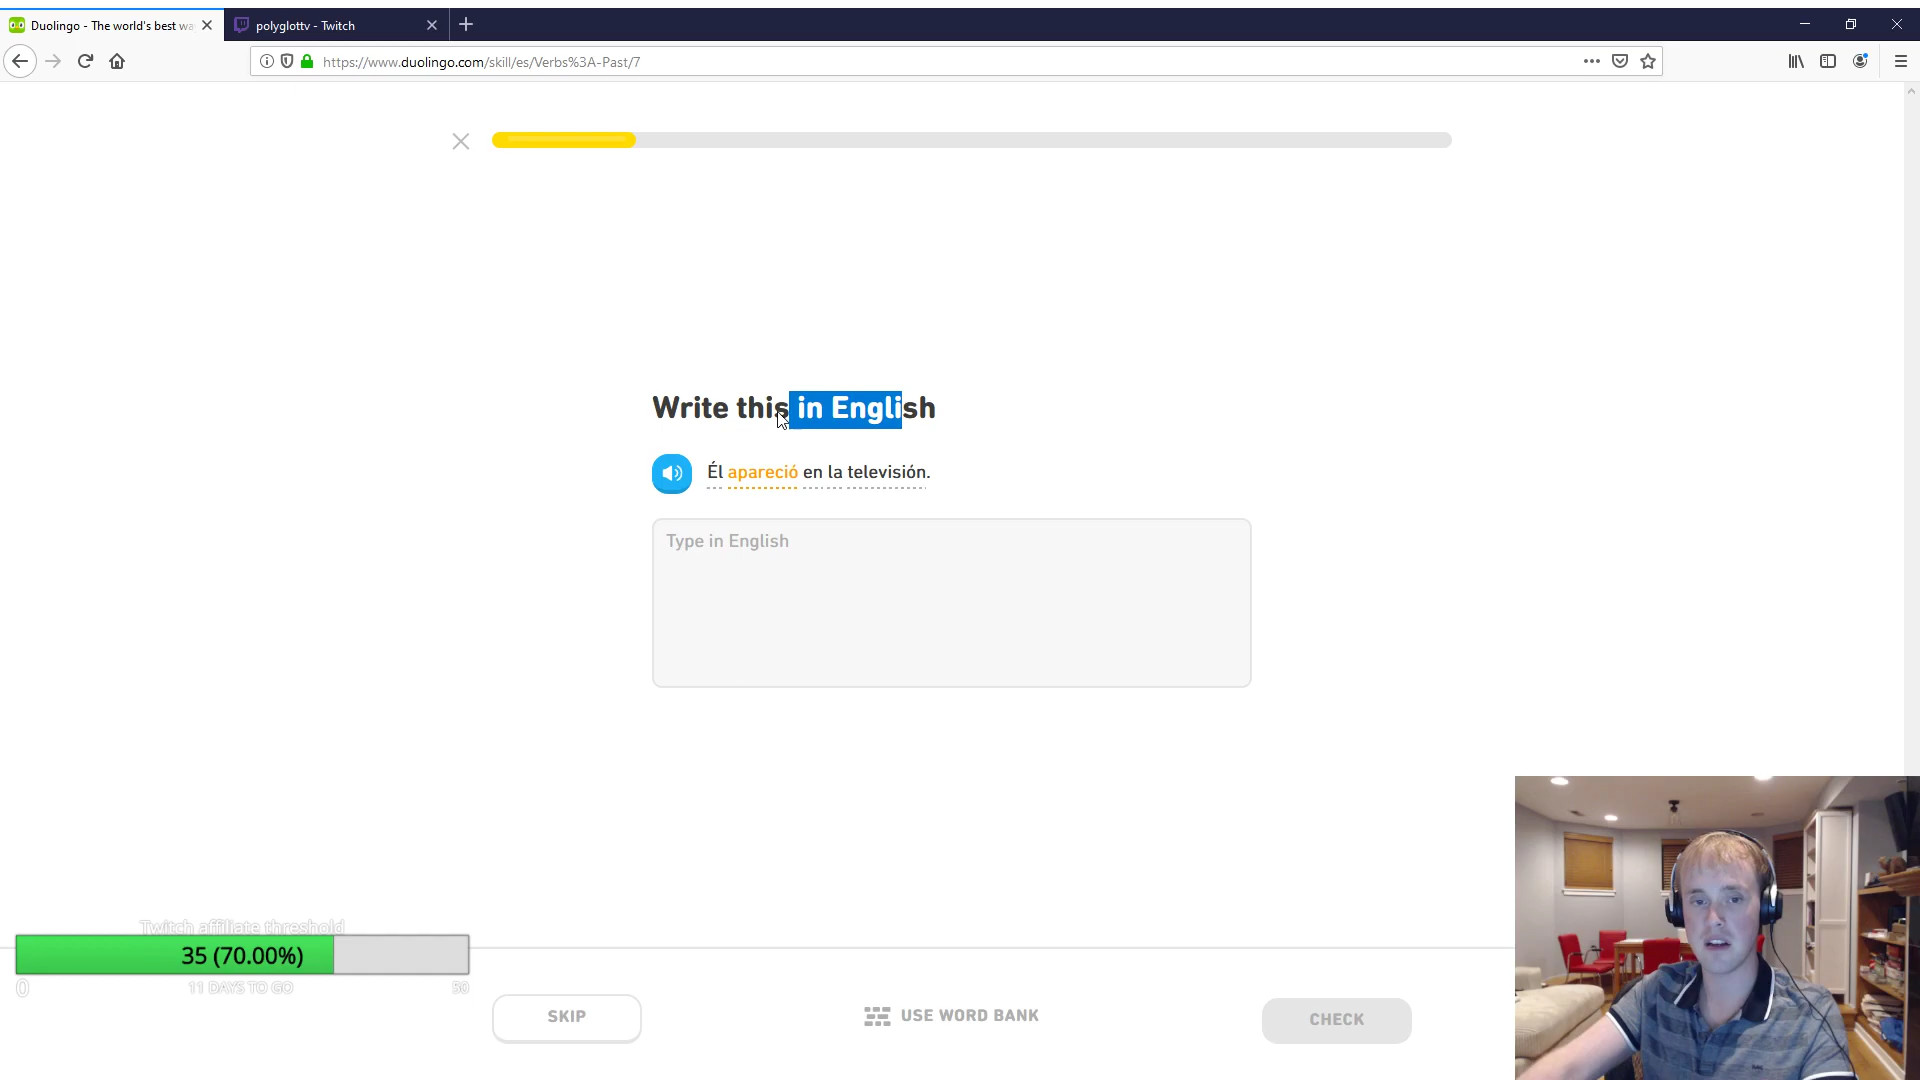 Duolingo - The world's best wa
polyglottv - Twitch
https://www.duolingo.com/skill/es/Verbs%3A-Past/7
Write this in English
Él apareció en la televisión.
Type in English
Twitch affiliate threshold
35 (70.00%)
0
11 DAYS TO GO
50
SKIP
USE WORD BANK
CHECK